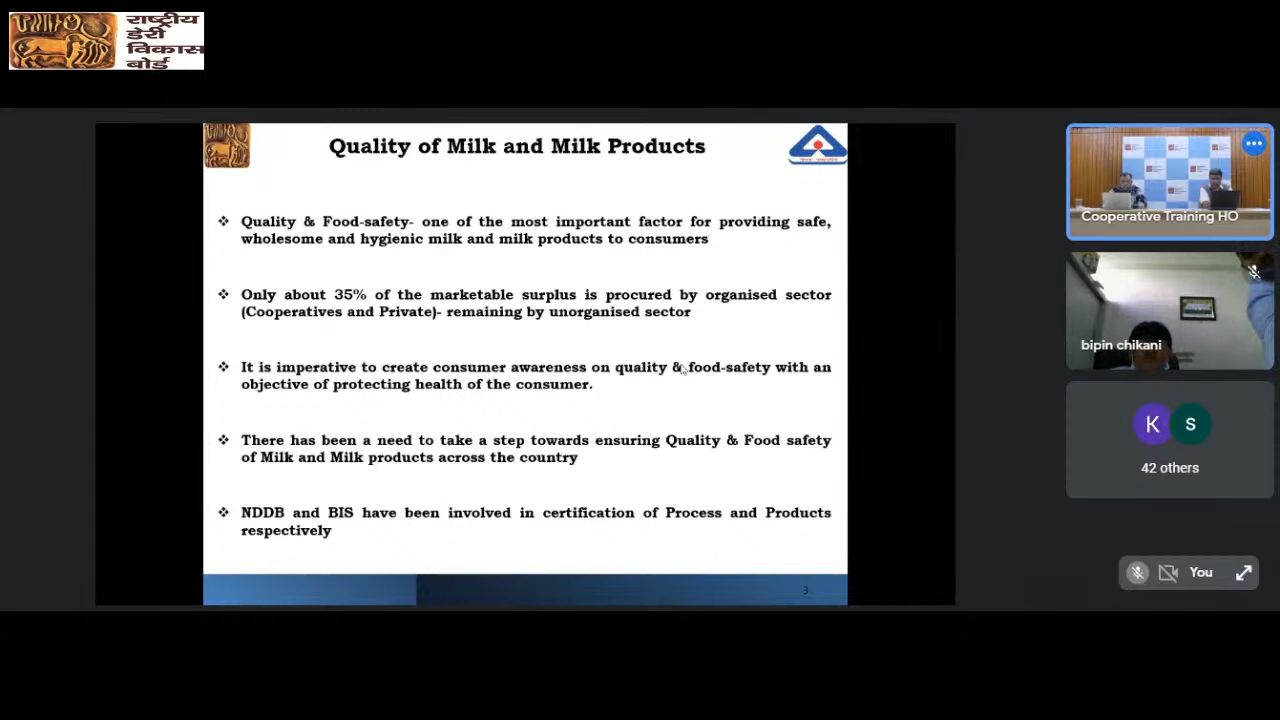 राष्ट्रीय
डेरी
विकास
बोर्ड
Quality of Milk and Milk Products
❖ Quality & Food-safety- one of the most important factor for providing safe,
wholesome and hygienic milk and milk products to consumers
❖ Only about 35% of the marketable surplus is procured by organised sector
(Cooperatives and Private)- remaining by unorganised sector
❖ It is imperative to create consumer awareness on quality & food-safety with an
objective of protecting health of the consumer.
❖ There has been a need to take a step towards ensuring Quality & Food safety
of Milk and Milk products across the country
❖ NDDB and BIS have been involved in certification of Process and Products
respectively
3
Cooperative Training HO
bipin chikani
K S
42 others
You